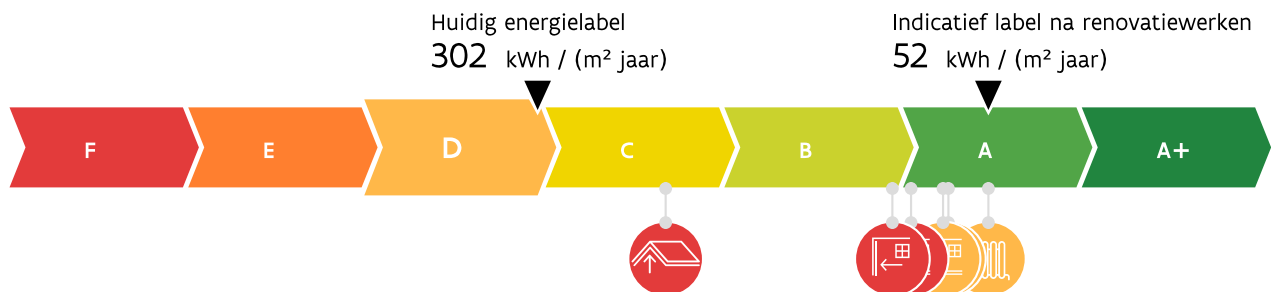 Huidig energielabel
302 kWh / (m² jaar)
Indicatief label na renovatiewerken
52 kWh / (m² jaar)
F E D C B A A+